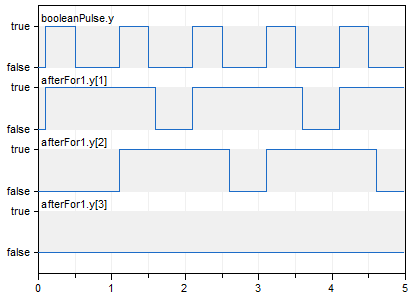 booleanPulse.y
true
false
afterFor1.y[1]
true
false
afterFor1.y[2]
true
false
afterFor1.y[3]
true
false
0 1 2 3 4 5